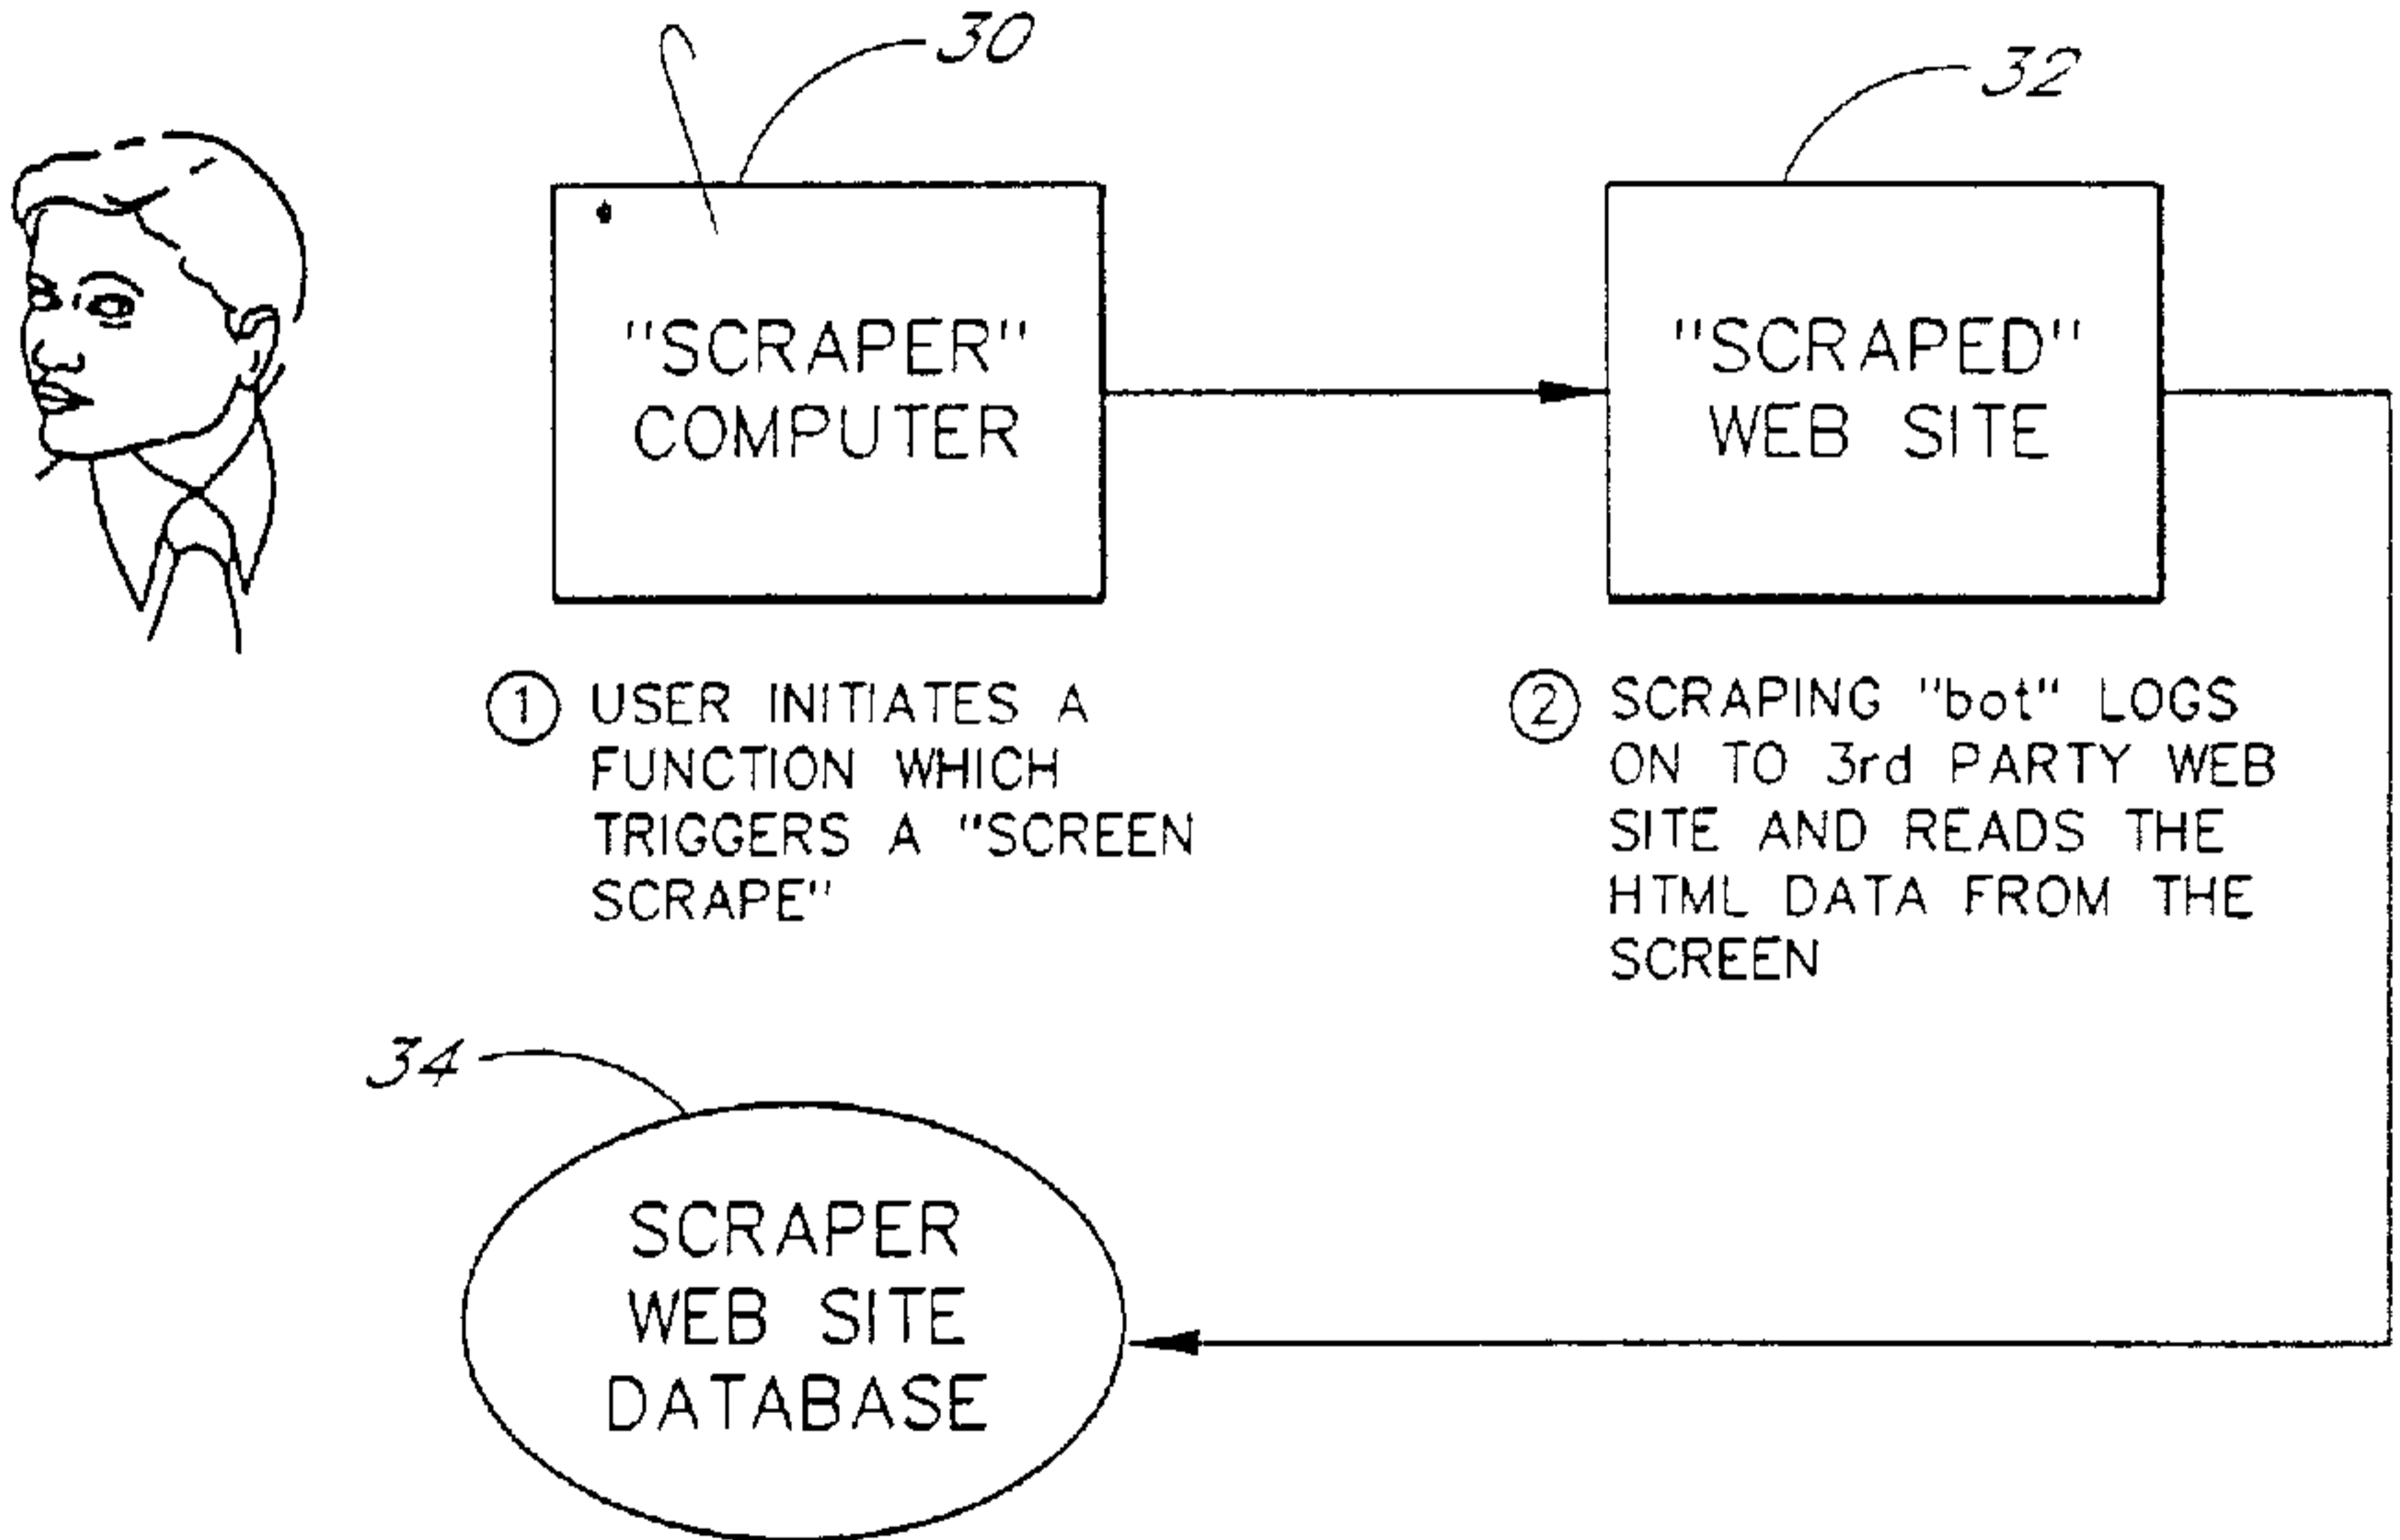 30
32
"SCRAPER"
COMPUTER
"SCRAPED"
WEB SITE
1 USER INITIATES A
FUNCTION WHICH
TRIGGERS A "SCREEN
SCRAPE"
2 SCRAPING "bot" LOGS
ON TO 3rd PARTY WEB
SITE AND READS THE
HTML DATA FROM THE
SCREEN
34
SCRAPER
WEB SITE
DATABASE